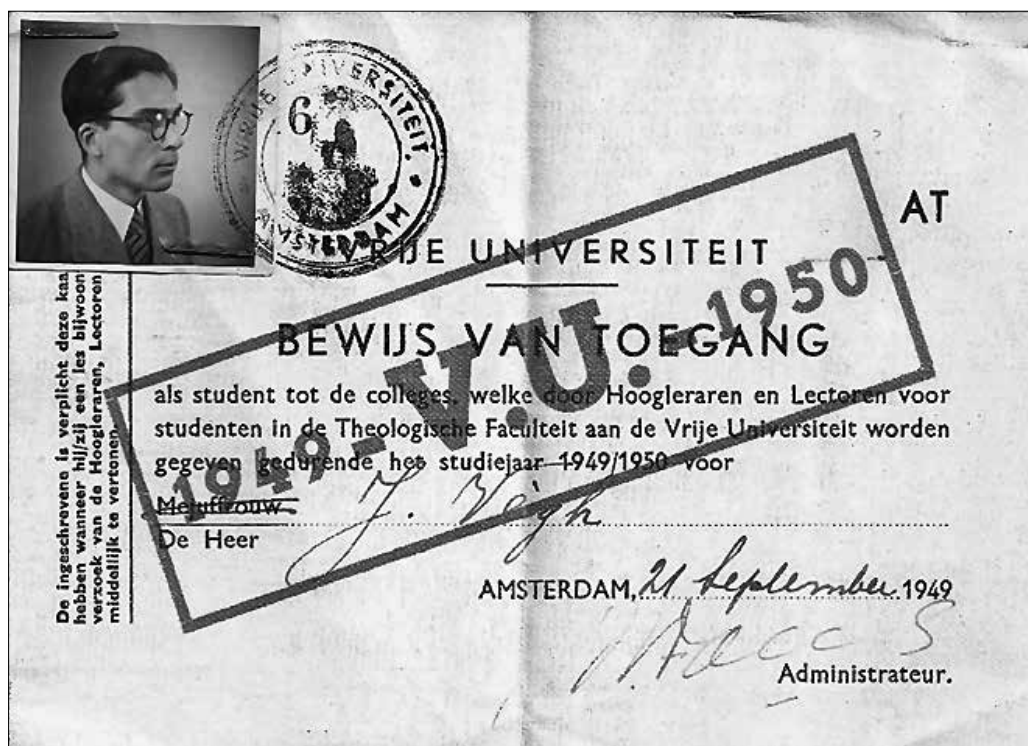 VRIJE UNIVERSITEIT. AMSTERDAM
6
AT
VRIJE UNIVERSITEIT
BEWIJS VAN TOEGANG
1949 - V.U. - 1950
als student tot de colleges, welke door Hoogleraren en Lectoren voor
studenten in de Theologische Faculteit aan de Vrije Universiteit worden
gegeven gedurende het studiejaar 1949/1950 voor
Mejuffrouw
J. Végh
De Heer
AMSTERDAM, 21 September 1949
Administrateur.
De ingeschrevene is verplicht deze kaa
hebben wanneer hij/zij een les bijwoon
verzoek van de Hoogleraren, Lectoren
middellijk te vertonen.